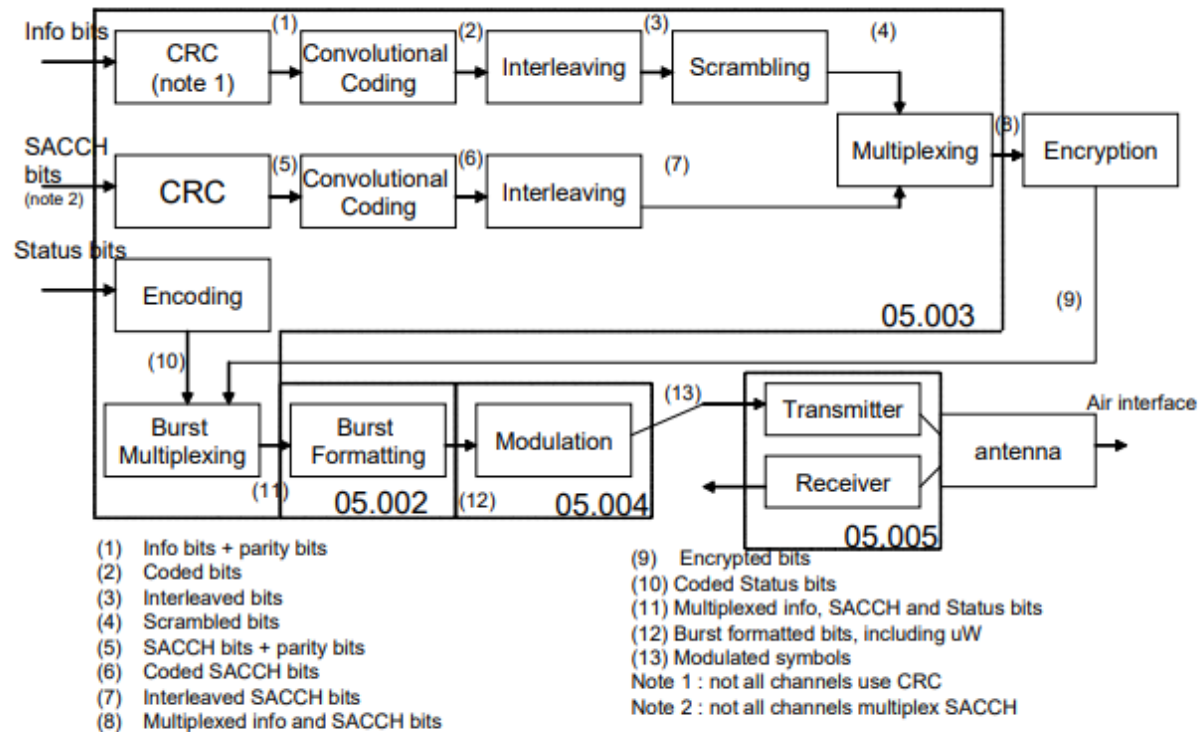 Info bits
CRC
(note 1)
(1)
Convolutional
Coding
(2)
Interleaving
(3)
Scrambling
(4)
SACCH
bits
(note 2)
CRC
(5)
Convolutional
Coding
(6)
Interleaving
(7)
Multiplexing
(8)
Encryption
Status bits
Encoding
05.003
(9)
(10)
Burst
Multiplexing
(11)
Burst
Formatting
05.002
(12)
Modulation
05.004
(13)
Transmitter
Receiver
05.005
antenna
Air interface
(1) Info bits + parity bits
(2) Coded bits
(3) Interleaved bits
(4) Scrambled bits
(5) SACCH bits + parity bits
(6) Coded SACCH bits
(7) Interleaved SACCH bits
(8) Multiplexed info and SACCH bits
(9) Encrypted bits
(10) Coded Status bits
(11) Multiplexed info, SACCH and Status bits
(12) Burst formatted bits, including uW
(13) Modulated symbols
Note 1 : not all channels use CRC
Note 2 : not all channels multiplex SACCH